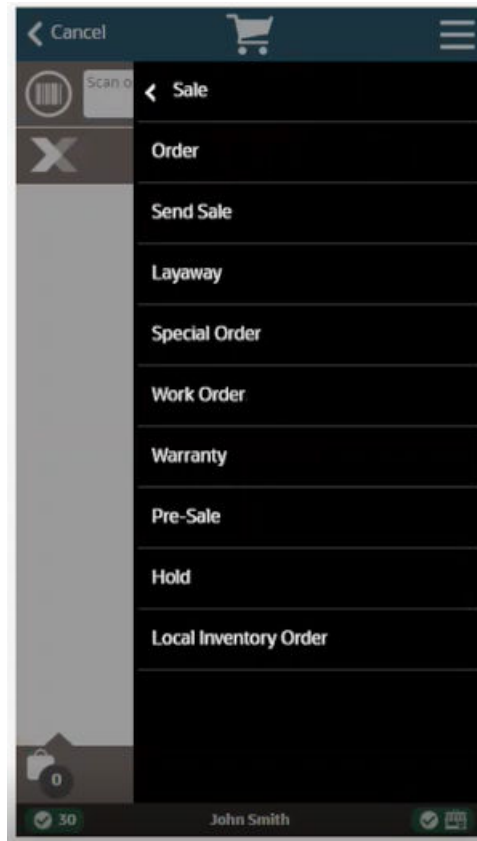 Cancel
Scan o
Sale
Order
Send Sale
Layaway
Special Order
Work Order
Warranty
Pre-Sale
Hold
Local Inventory Order
0
30
John Smith